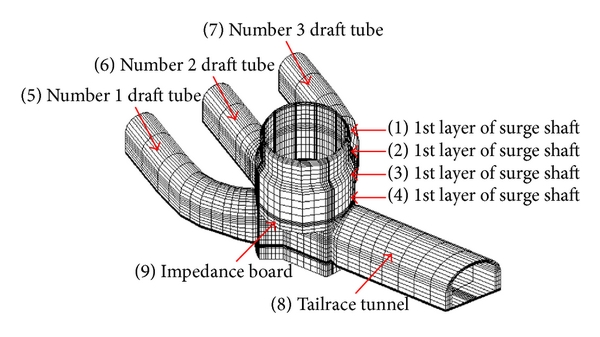 (7) Number 3 draft tube
(6) Number 2 draft tube
(5) Number 1 draft tube
(1) 1st layer of surge shaft
(2) 1st layer of surge shaft
(3) 1st layer of surge shaft
(4) 1st layer of surge shaft
(9) Impedance board
(8) Tailrace tunnel